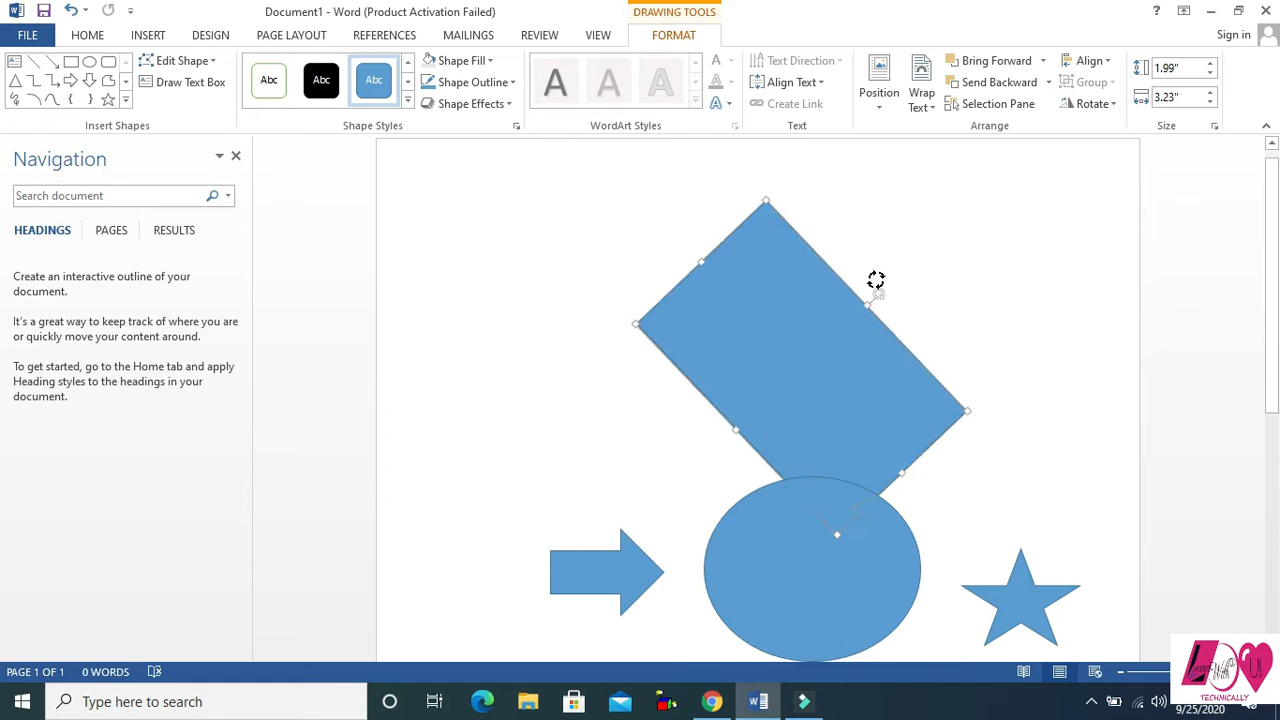 Document1 - Word (Product Activation Failed)
DRAWING TOOLS
FILE
HOME
INSERT
DESIGN
PAGE LAYOUT
REFERENCES
MAILINGS
REVIEW
VIEW
FORMAT
Sign in
Edit Shape
Draw Text Box
Insert Shapes
Abc
Abc
Abc
Shape Fill
Shape Outline
Shape Effects
Shape Styles
A
A
A
WordArt Styles
Text Direction
Align Text
Create Link
Text
Position
Wrap
Text
Bring Forward
Send Backward
Selection Pane
Align
Group
Rotate
Arrange
1.99"
3.23"
Size
Navigation
Search document
HEADINGS
PAGES
RESULTS
Create an interactive outline of your
document.
It's a great way to keep track of where you are
or quickly move your content around.
To get started, go to the Home tab and apply
Heading styles to the headings in your
document.
PAGE 1 OF 1
0 WORDS
Type here to search
9/25/2020
TECHNICALLY